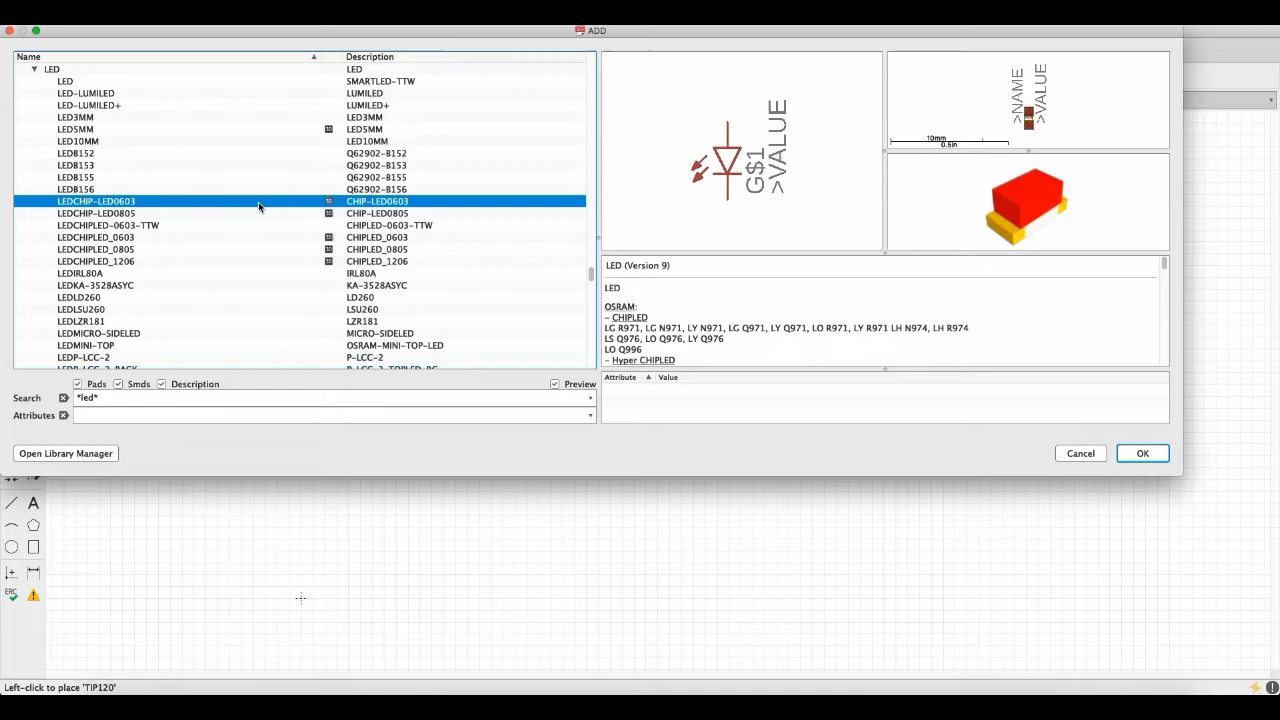 ADD
Name Description
LED LED
LED SMARTLED-TTW
LED-LUMILED LUMILED
LED-LUMILED+ LUMILED+
LED3MM LED3MM
LED5MM LED5MM
LED10MM LED10MM
LEDB152 Q62902-B152
LEDB153 Q62902-B153
LEDB155 Q62902-B155
LEDB156 Q62902-B156
LEDCHIP-LED0603 CHIP-LED0603
LEDCHIP-LED0805 CHIP-LED0805
LEDCHIPLED-0603-TTW CHIPLED-0603-TTW
LEDCHIPLED_0603 CHIPLED_0603
LEDCHIPLED_0805 CHIPLED_0805
LEDCHIPLED_1206 CHIPLED_1206
LEDIRL80A IRL80A
LEDKA-3528ASYC KA-3528ASYC
LEDLD260 LD260
LEDLSU260 LSU260
LEDLZR181 LZR181
LEDMICRO-SIDELED MICRO-SIDELED
LEDMINI-TOP OSRAM-MINI-TOP-LED
LEDP-LCC-2 P-LCC-2
Pads Smds Description Preview
Search *led*
Attributes
Open Library Manager
G$1
>VALUE
>NAME
>VALUE
10mm
0.5in
LED (Version 9)
LED
OSRAM:
- CHIPLED
LG R971, LG N971, LY N971, LG Q971, LY Q971, LO R971, LY R971 LH N974, LH R974
LS Q976, LO Q976, LY Q976
LO Q996
- Hyper CHIPLED
Attribute Value
Cancel OK
A
ERC
Left-click to place 'TIP120'